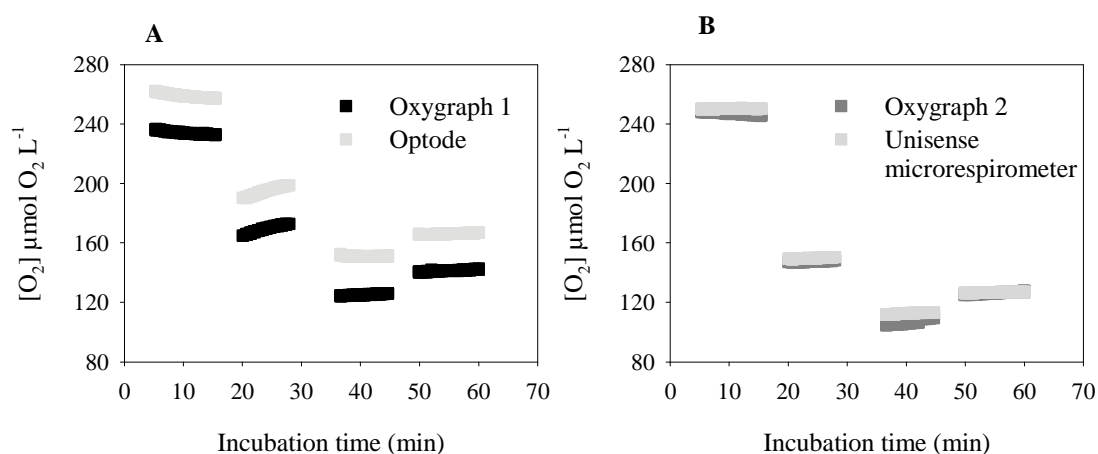 A
[O₂] µmol O₂ L⁻¹
280
240
200
160
120
80
0 10 20 30 40 50 60 70
Incubation time (min)
Oxygraph 1
Optode
B
[O₂] µmol O₂ L⁻¹
280
240
200
160
120
80
0 10 20 30 40 50 60 70
Incubation time (min)
Oxygraph 2
Unisense
microrespirometer